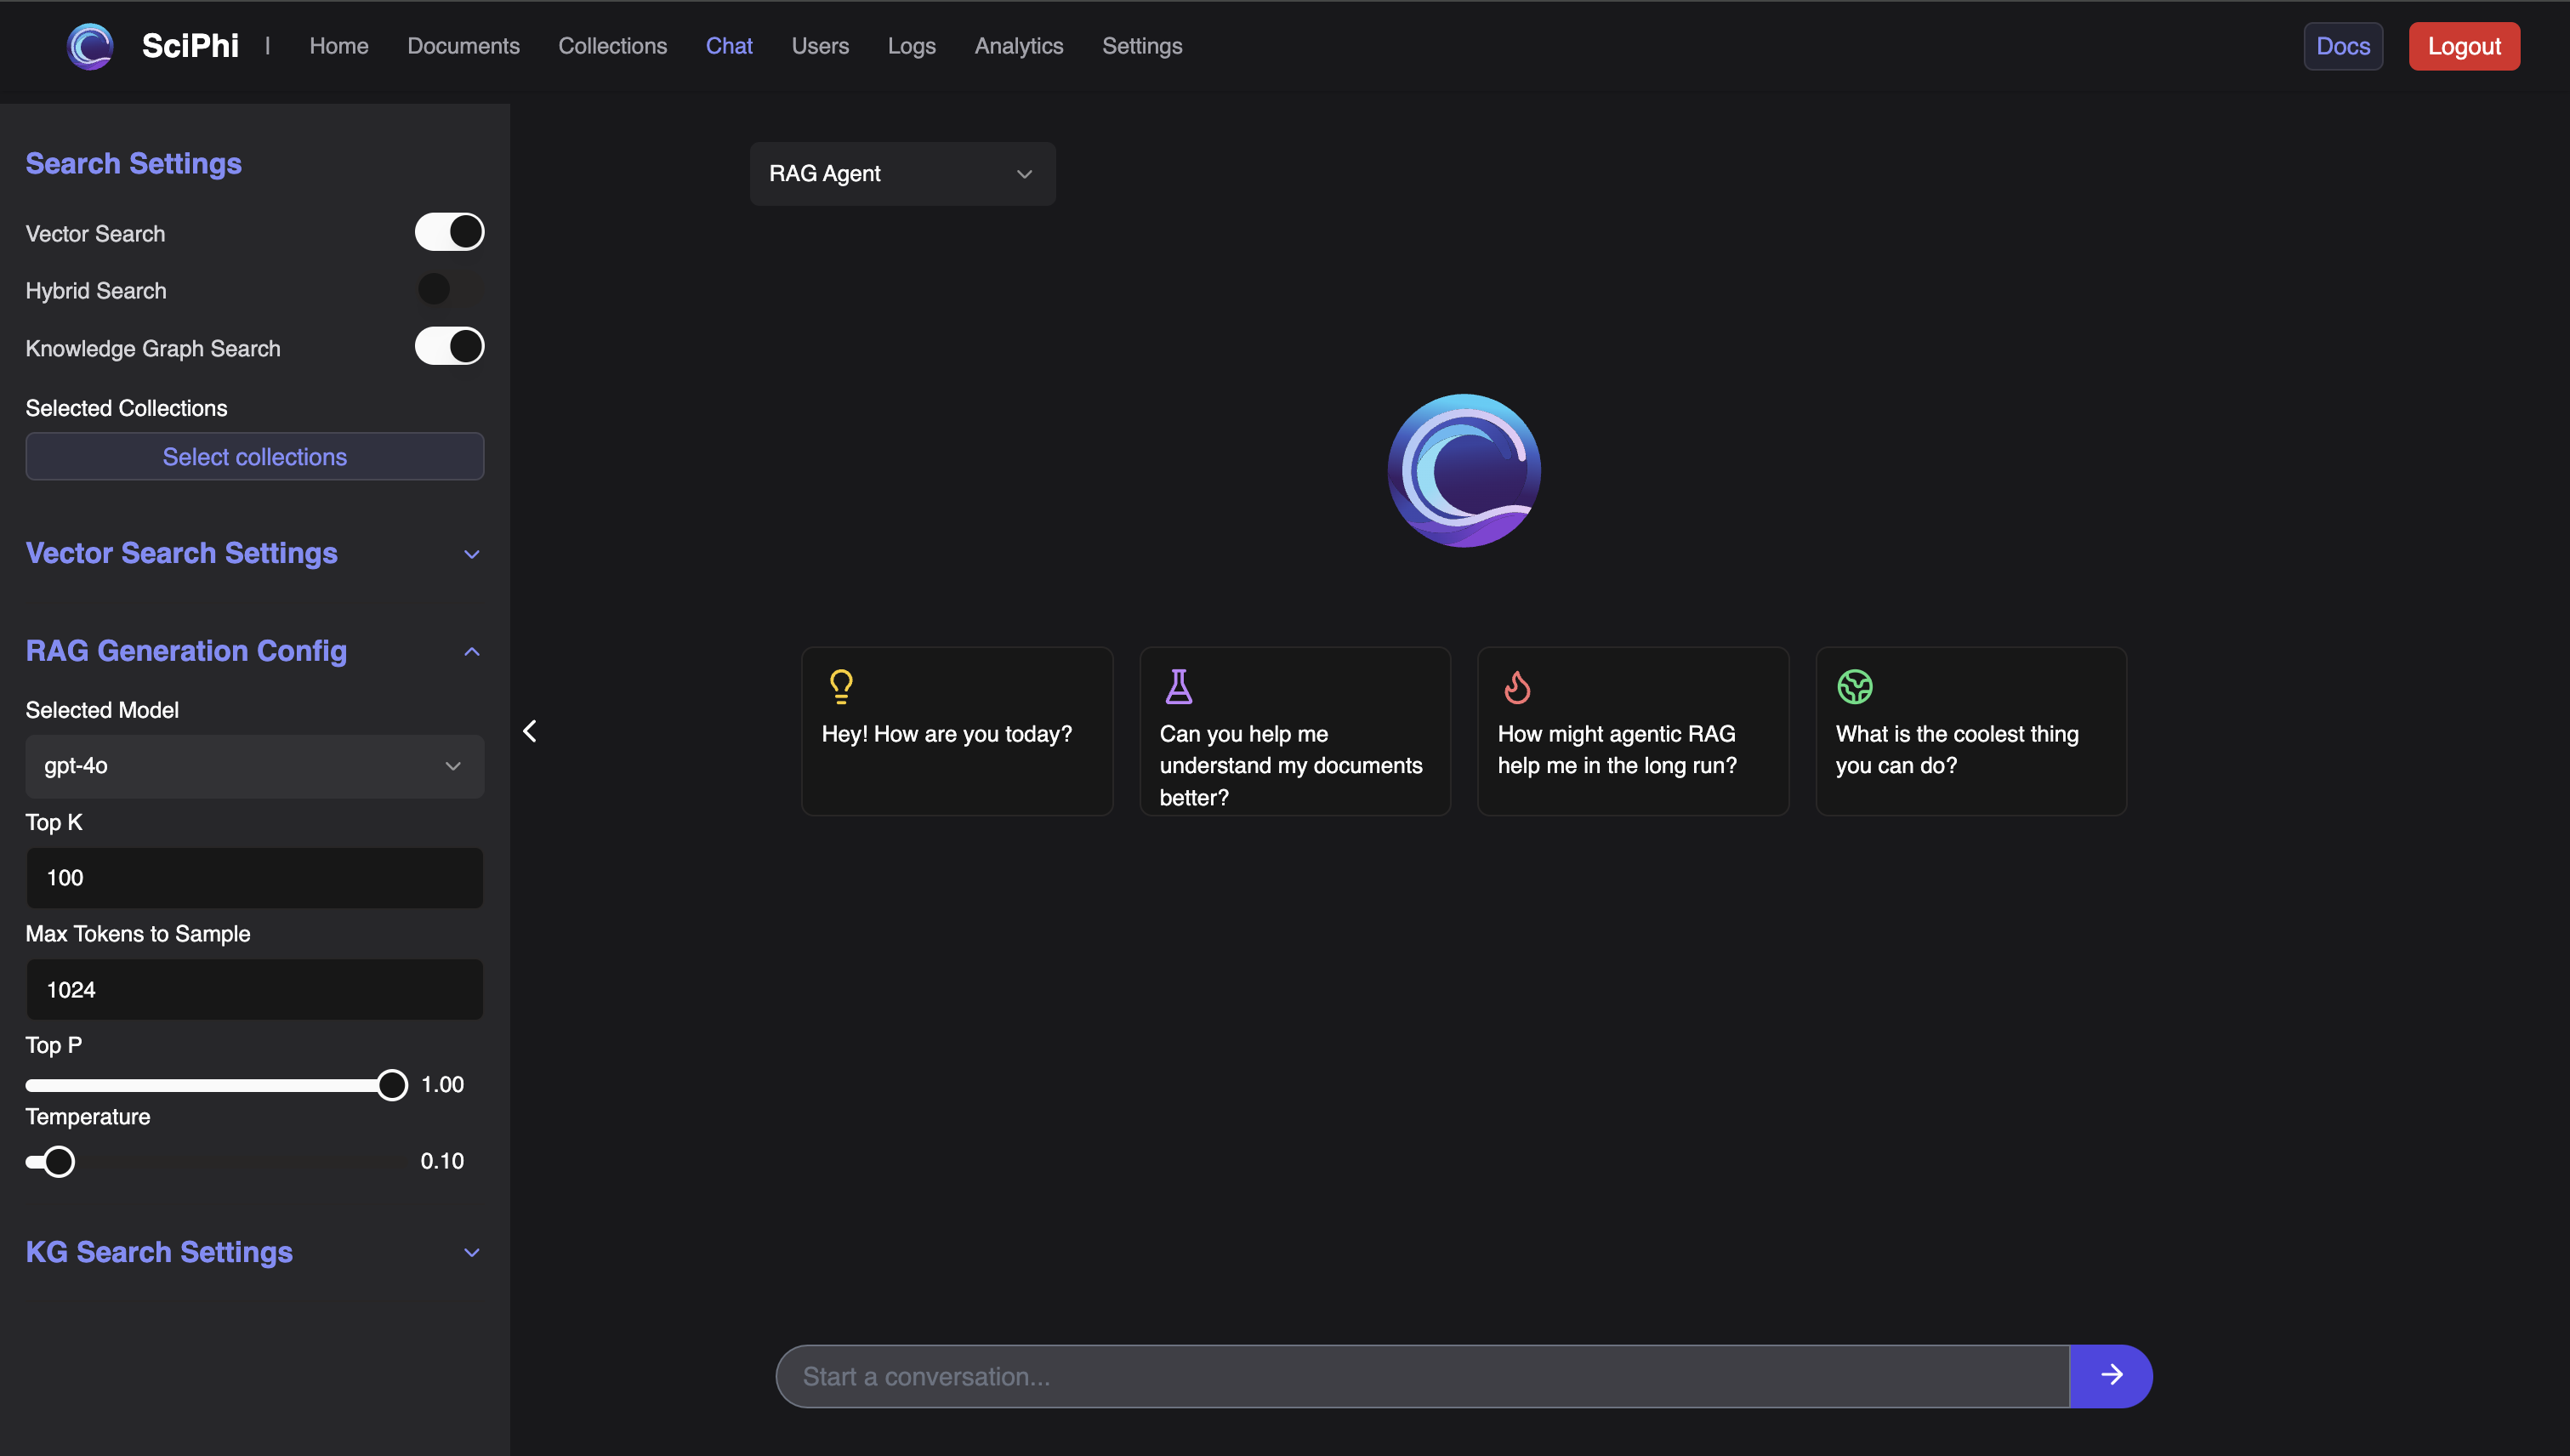 SciPhi | Home Documents Collections Chat Users Logs Analytics Settings Docs Logout
Search Settings
Vector Search
Hybrid Search
Knowledge Graph Search
Selected Collections
Select collections
Vector Search Settings
RAG Generation Config
Selected Model
gpt-4o
Top K
100
Max Tokens to Sample
1024
Top P
1.00
Temperature
0.10
KG Search Settings
RAG Agent
Hey! How are you today?
Can you help me
understand my documents
better?
How might agentic RAG
help me in the long run?
What is the coolest thing
you can do?
Start a conversation...